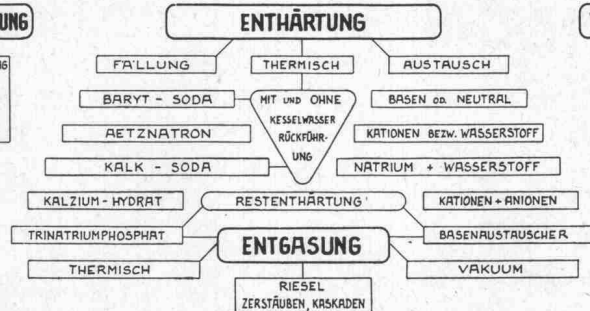 UNG
ENTHÄRTUNG
FÄLLUNG THERMISCH AUSTAUSCH
BARYT - SODA MIT UND OHNE BASEN OD. NEUTRAL
KESSELWASSER
AETZNATRON RÜCKFÜHR- KATIONEN BEZW. WASSERSTOFF
UNG
KALK - SODA NATRIUM + WASSERSTOFF
KALZIUM - HYDRAT RESTENTHÄRTUNG KATIONEN + ANIONEN
TRINATRIUMPHOSPHAT ENTGASUNG BASENAUSTAUSCHER
THERMISCH VAKUUM
RIESEL
ZERSTÄUBEN, KASKADEN